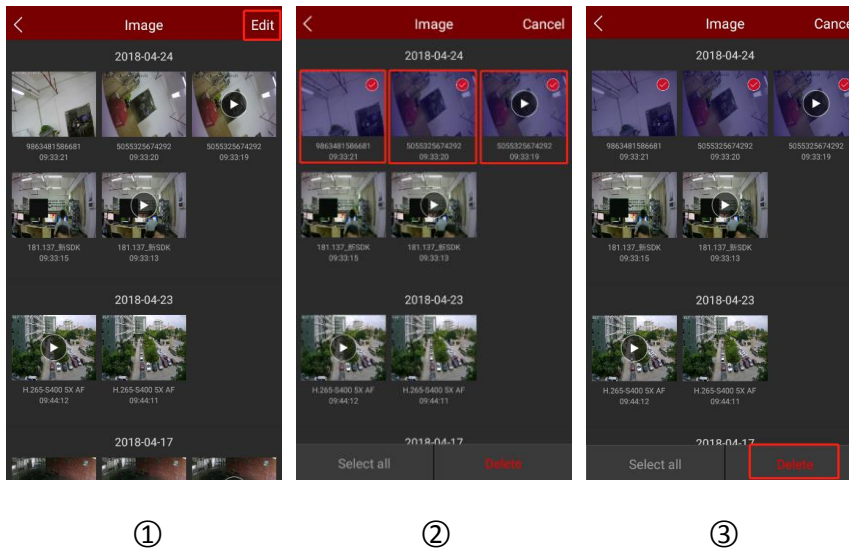 Image Edit
2018-04-24
9863481586681 5055325674292 5055325674292
09:33:21 09:33:20 09:33:19
181.137_新SDK 181.137_新SDK
09:33:15 09:33:13
2018-04-23
H.265-S400 5X AF H.265-S400 5X AF
09:44:12 09:44:11
2018-04-17
①
Image Cancel
2018-04-24
9863481586681 5055325674292 5055325674292
09:33:21 09:33:20 09:33:19
181.137_新SDK 181.137_新SDK
09:33:15 09:33:13
2018-04-23
H.265-S400 5X AF H.265-S400 5X AF
09:44:12 09:44:11
2018-04-17
Select all Delete
②
Image Cance
2018-04-24
9863481586681 5055325674292 5055325674292
09:33:21 09:33:20 09:33:19
181.137_新SDK 181.137_新SDK
09:33:15 09:33:13
2018-04-23
H.265-S400 5X AF H.265-S400 5X AF
09:44:12 09:44:11
2018-04-17
Select all Delete
③